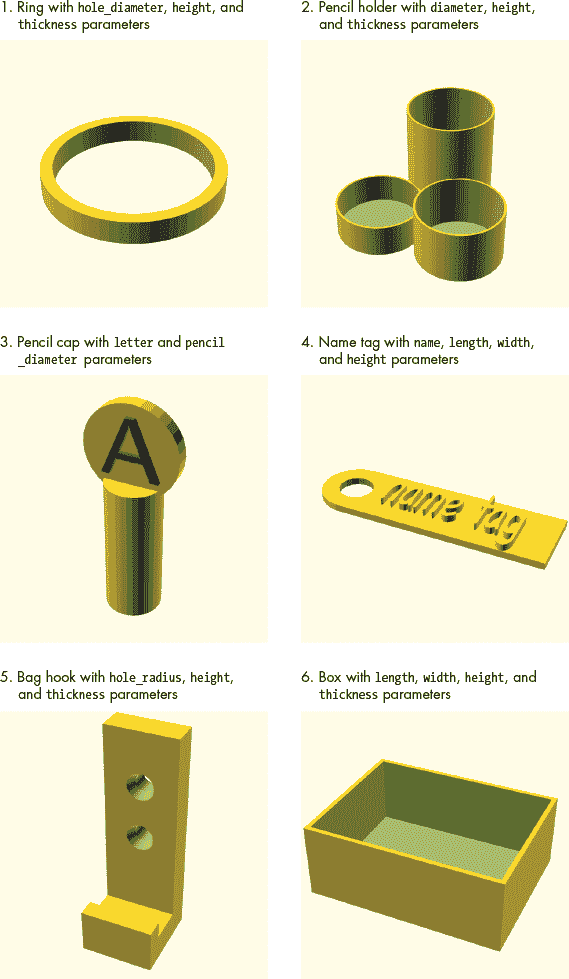 1. Ring with hole_diameter, height, and
thickness parameters
2. Pencil holder with diameter, height,
and thickness parameters
3. Pencil cap with letter and pencil
_diameter parameters
A
4. Name tag with name, length, width,
and height parameters
name tag
5. Bag hook with hole_radius, height,
and thickness parameters
6. Box with length, width, height, and
thickness parameters